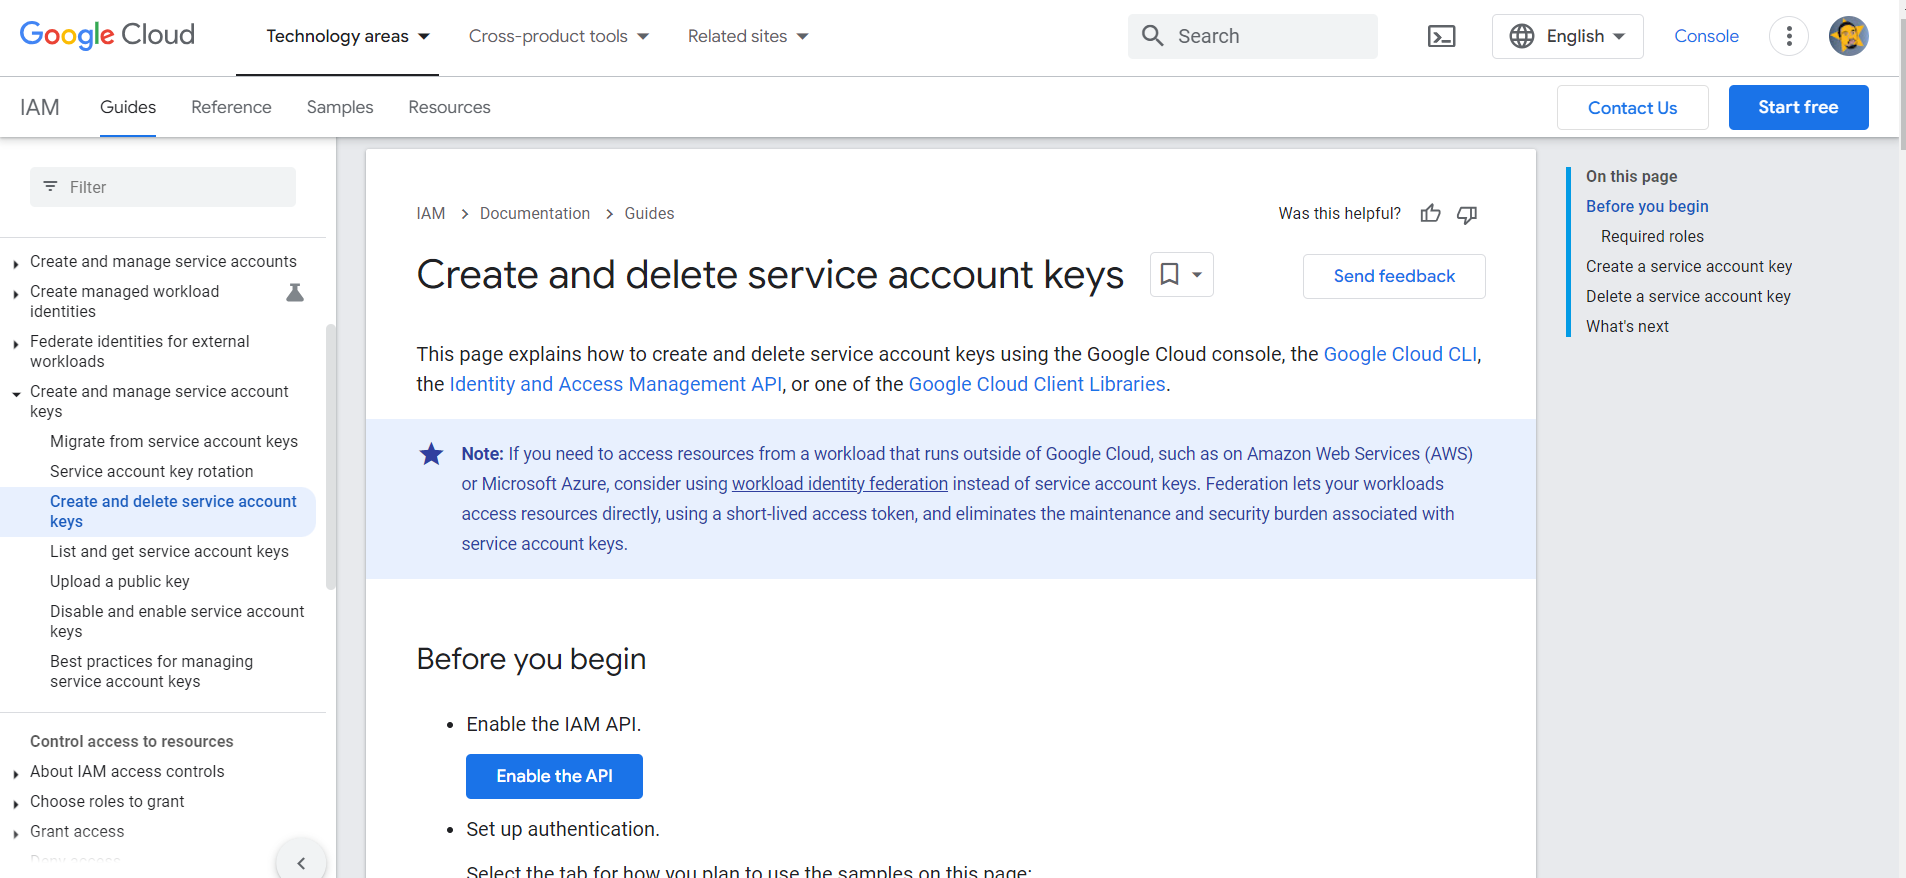 Google Cloud
Technology areas
Cross-product tools
Related sites
Search
English
Console
IAM
Guides
Reference
Samples
Resources
Contact Us
Start free
Filter
Create and manage service accounts
Create managed workload
identities
Federate identities for external
workloads
Create and manage service account
keys
Migrate from service account keys
Service account key rotation
Create and delete service account
keys
List and get service account keys
Upload a public key
Disable and enable service account
keys
Best practices for managing
service account keys
Control access to resources
About IAM access controls
Choose roles to grant
Grant access
Deny access
IAM > Documentation > Guides
Was this helpful?
Create and delete service account keys
Send feedback
This page explains how to create and delete service account keys using the Google Cloud console, the Google Cloud CLI,
the Identity and Access Management API, or one of the Google Cloud Client Libraries.
Note: If you need to access resources from a workload that runs outside of Google Cloud, such as on Amazon Web Services (AWS)
or Microsoft Azure, consider using workload identity federation instead of service account keys. Federation lets your workloads
access resources directly, using a short-lived access token, and eliminates the maintenance and security burden associated with
service account keys.
Before you begin
• Enable the IAM API.
Enable the API
• Set up authentication.
Select the tab for how you plan to use the samples on this page:
On this page
Before you begin
Required roles
Create a service account key
Delete a service account key
What's next